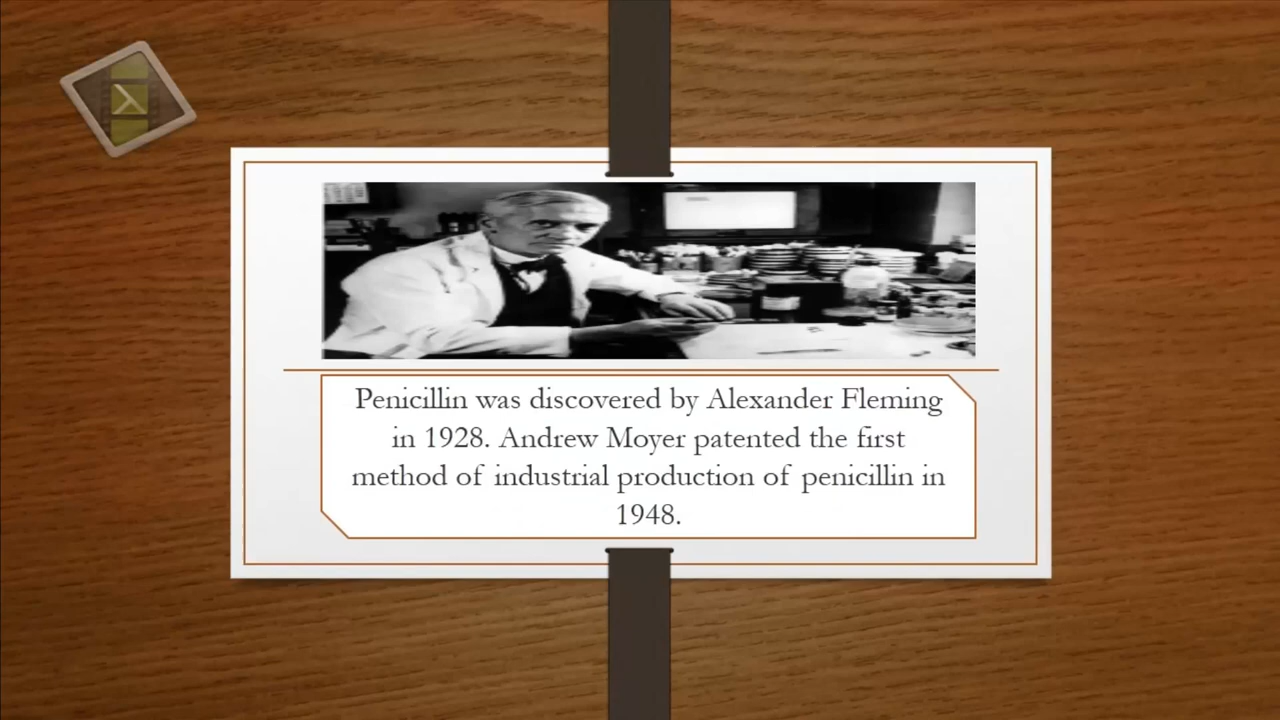 Penicillin was discovered by Alexander Fleming
in 1928. Andrew Moyer patented the first
method of industrial production of penicillin in
1948.